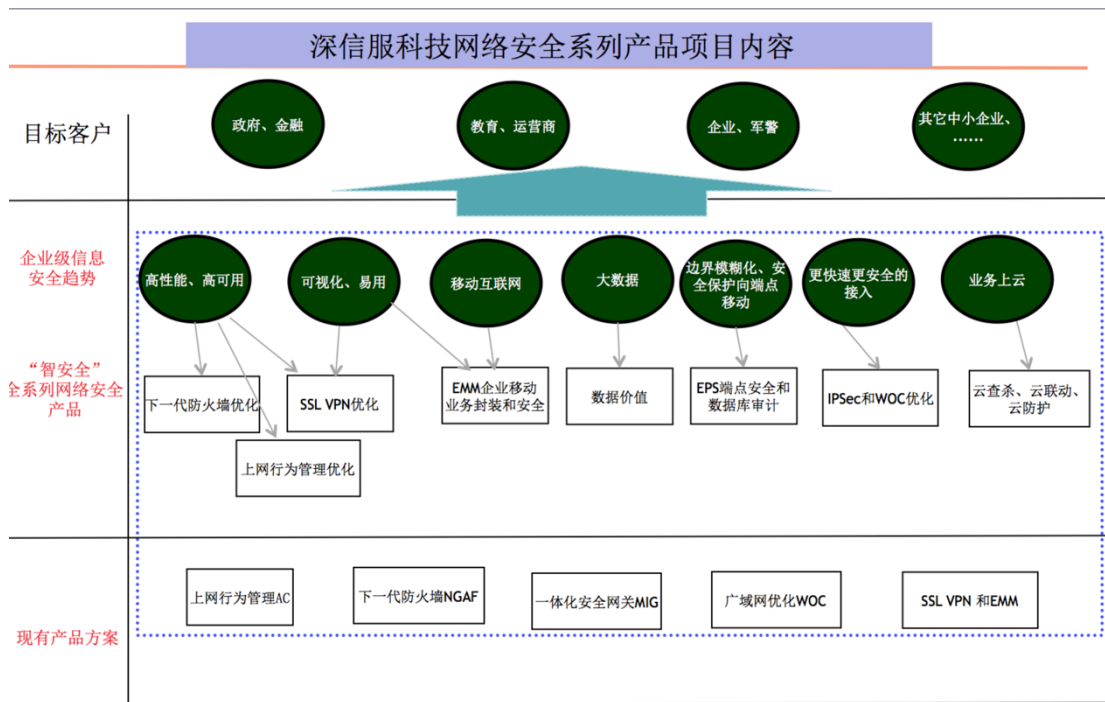 深信服科技网络安全系列产品项目内容
目标客户
政府、金融
教育、运营商
企业、军警
其它中小企业、
……
企业级信息
安全趋势
高性能、高可用
可视化、易用
移动互联网
大数据
边界模糊化、安
全保护向端点
移动
更快速更安全的
接入
业务上云
“智安全”
全系列网络安全
产品
下一代防火墙优化
SSL VPN优化
EMM企业移动
业务封装和安全
数据价值
EPS端点安全和
数据库审计
IPSec和WOC优化
云查杀、云联动、
云防护
上网行为管理优化
现有产品方案
上网行为管理AC
下一代防火墙NGAF
一体化安全网关MIG
广域网优化WOC
SSL VPN 和EMM